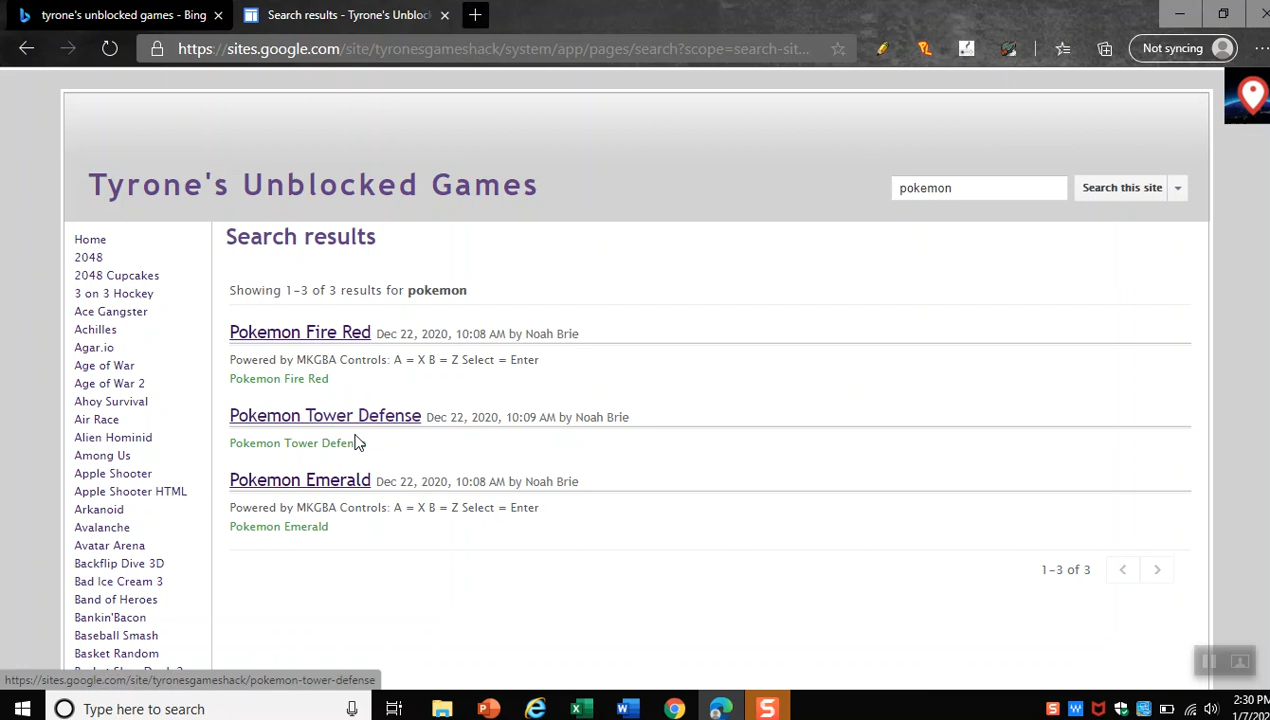 tyrone's unblocked games - Bing
Search results - Tyrone's Unbloc
https://sites.google.com/site/tyronesgameshack/system/app/pages/search?scope=search-sit...
Not syncing
Tyrone's Unblocked Games
pokemon
Search this site
Home
2048
2048 Cupcakes
3 on 3 Hockey
Ace Gangster
Achilles
Agar.io
Age of War
Age of War 2
Ahoy Survival
Air Race
Alien Hominid
Among Us
Apple Shooter
Apple Shooter HTML
Arkanoid
Avalanche
Avatar Arena
Backflip Dive 3D
Bad Ice Cream 3
Band of Heroes
Bankin'Bacon
Baseball Smash
Basket Random
Search results
Showing 1-3 of 3 results for pokemon
Pokemon Fire Red Dec 22, 2020, 10:08 AM by Noah Brie
Powered by MKGBA Controls: A = X B = Z Select = Enter
Pokemon Fire Red
Pokemon Tower Defense Dec 22, 2020, 10:09 AM by Noah Brie
Pokemon Tower Defen
Pokemon Emerald Dec 22, 2020, 10:08 AM by Noah Brie
Powered by MKGBA Controls: A = X B = Z Select = Enter
Pokemon Emerald
1-3 of 3
https://sites.google.com/site/tyronesgameshack/pokemon-tower-defense
Type here to search
2:30 PM